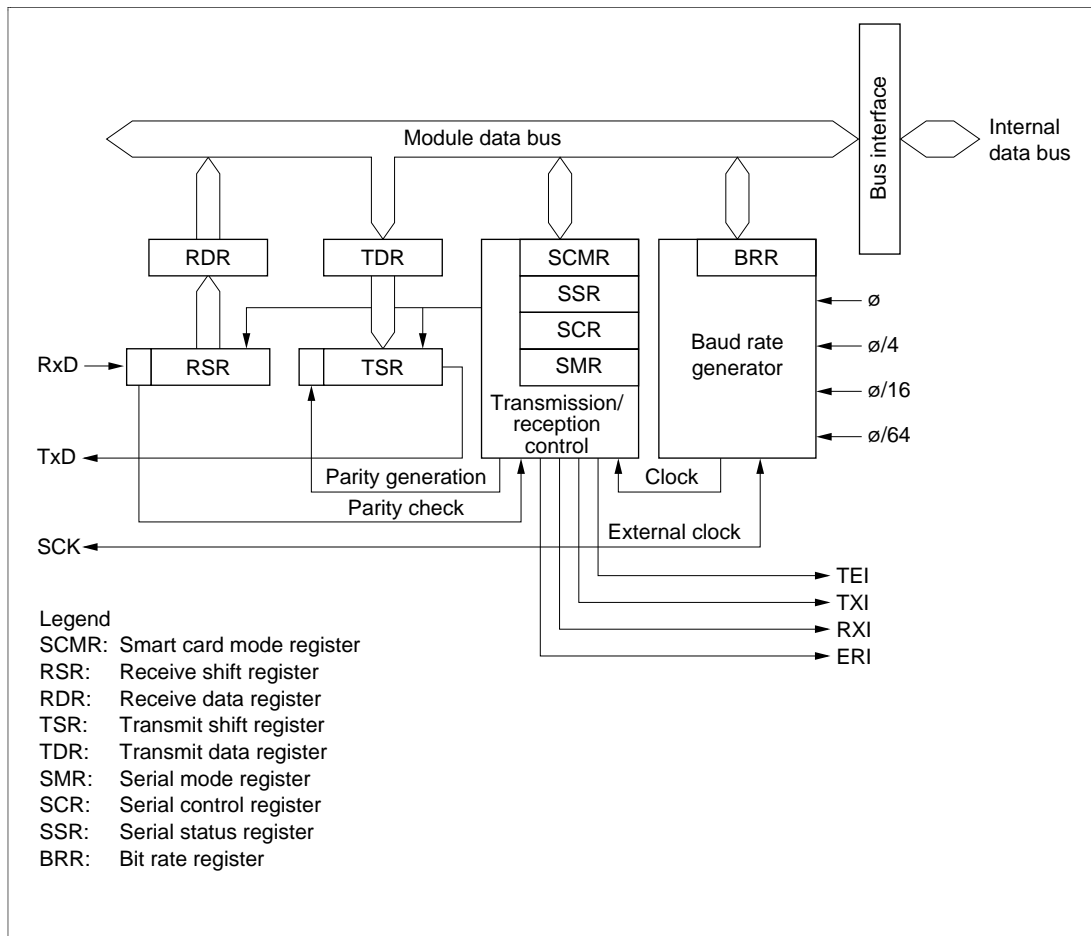 Module data bus
Bus interface
Internal
data bus
RDR
TDR
SCMR
BRR
SSR
SCR
SMR
Baud rate
generator
ø
ø/4
ø/16
ø/64
RxD
RSR
TSR
Transmission/
reception
control
TxD
Parity generation
Clock
Parity check
External clock
SCK
TEI
TXI
RXI
ERI
Legend
SCMR: Smart card mode register
RSR: Receive shift register
RDR: Receive data register
TSR: Transmit shift register
TDR: Transmit data register
SMR: Serial mode register
SCR: Serial control register
SSR: Serial status register
BRR: Bit rate register